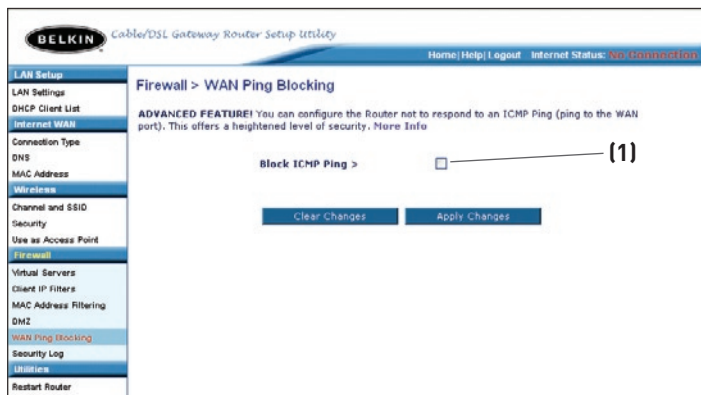 BELKIN
Cable/DSL Gateway Router Setup Utility
Home|Help|Logout Internet Status: No Connection
LAN Setup
LAN Settings
DHCP Client List
Internet WAN
Connection Type
DNS
MAC Address
Wireless
Channel and SSID
Security
Use as Access Point
Firewall
Virtual Servers
Client IP Filters
MAC Address Filtering
DMZ
WAN Ping Blocking
Security Log
Utilities
Restart Router
Firewall > WAN Ping Blocking
ADVANCED FEATURE! You can configure the Router not to respond to an ICMP Ping (ping to the WAN
port). This offers a heightened level of security. More Info
Block ICMP Ping >
(1)
Clear Changes
Apply Changes